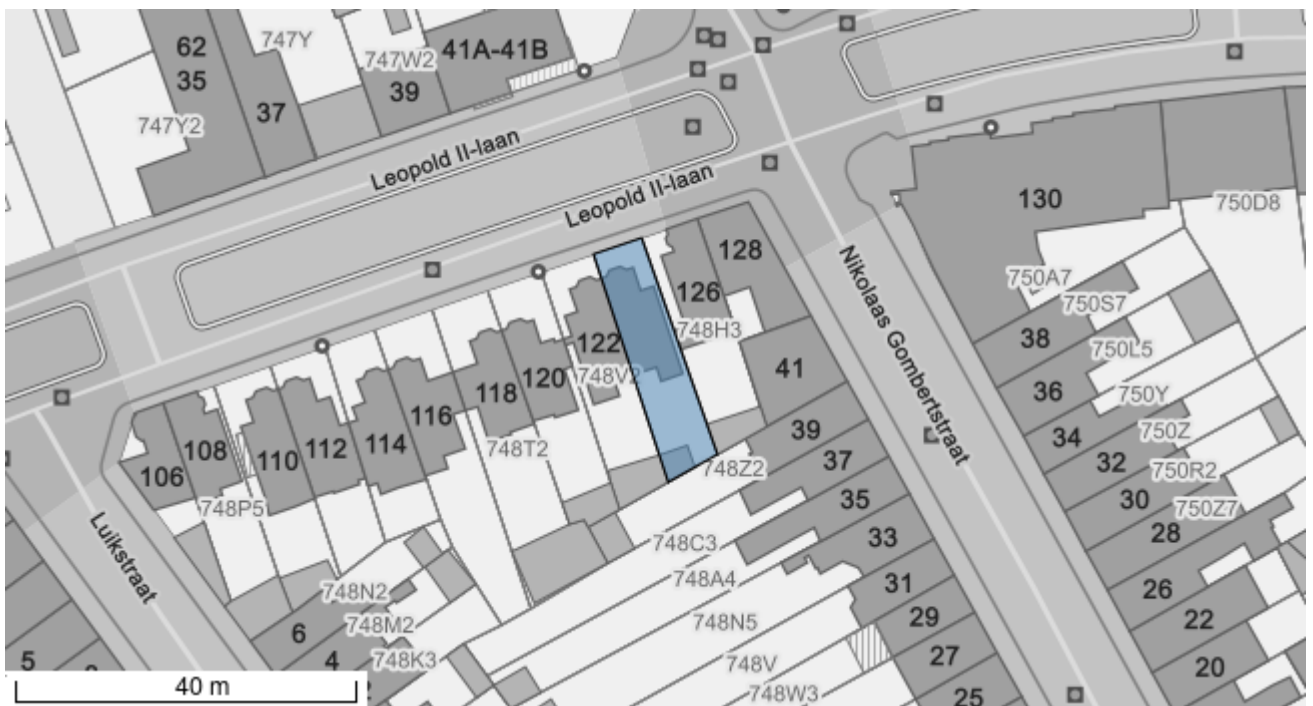 62
35
747Y
747W2
41A-41B
39
37
747Y2
Leopold II-laan
Leopold II-laan
130
750D8
128
126
Nikolaas Gombertstraat
750A7
750S7
748H3
38
750L5
122
748V2
41
36
750Y
120
118
116
39
34
750Z
114
112
110
108
106
748T2
748Z2
37
32
750R2
35
30
750Z7
748P5
33
28
Luikstraat
748C3
748A4
31
26
748N2
29
22
748N5
6
748M2
27
20
5
4
748K3
748V
748W3
25
40 m